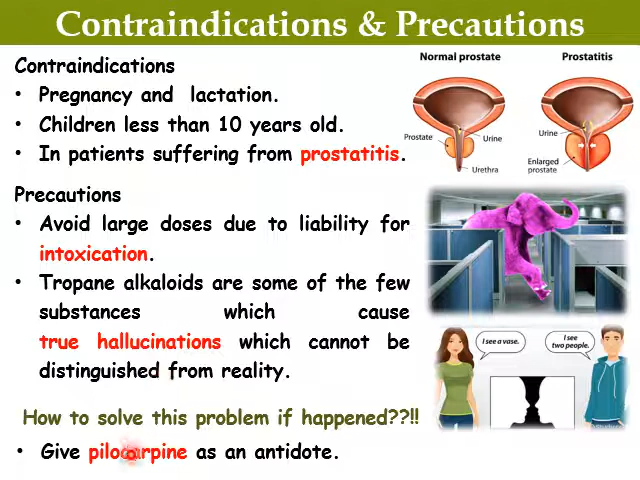 Contraindications & Precautions
Contraindications
• Pregnancy and lactation.
• Children less than 10 years old.
• In patients suffering from prostatitis.
Normal prostate
Prostatitis
Prostate
Urine
Urethra
Urine
Enlarged
prostate
Precautions
• Avoid large doses due to liability for
intoxication.
• Tropane alkaloids are some of the few
substances which cause
true hallucinations which cannot be
distinguished from reality.
I see a vase.
I see
two people.
How to solve this problem if happened??!!
• Give pilocarpine as an antidote.